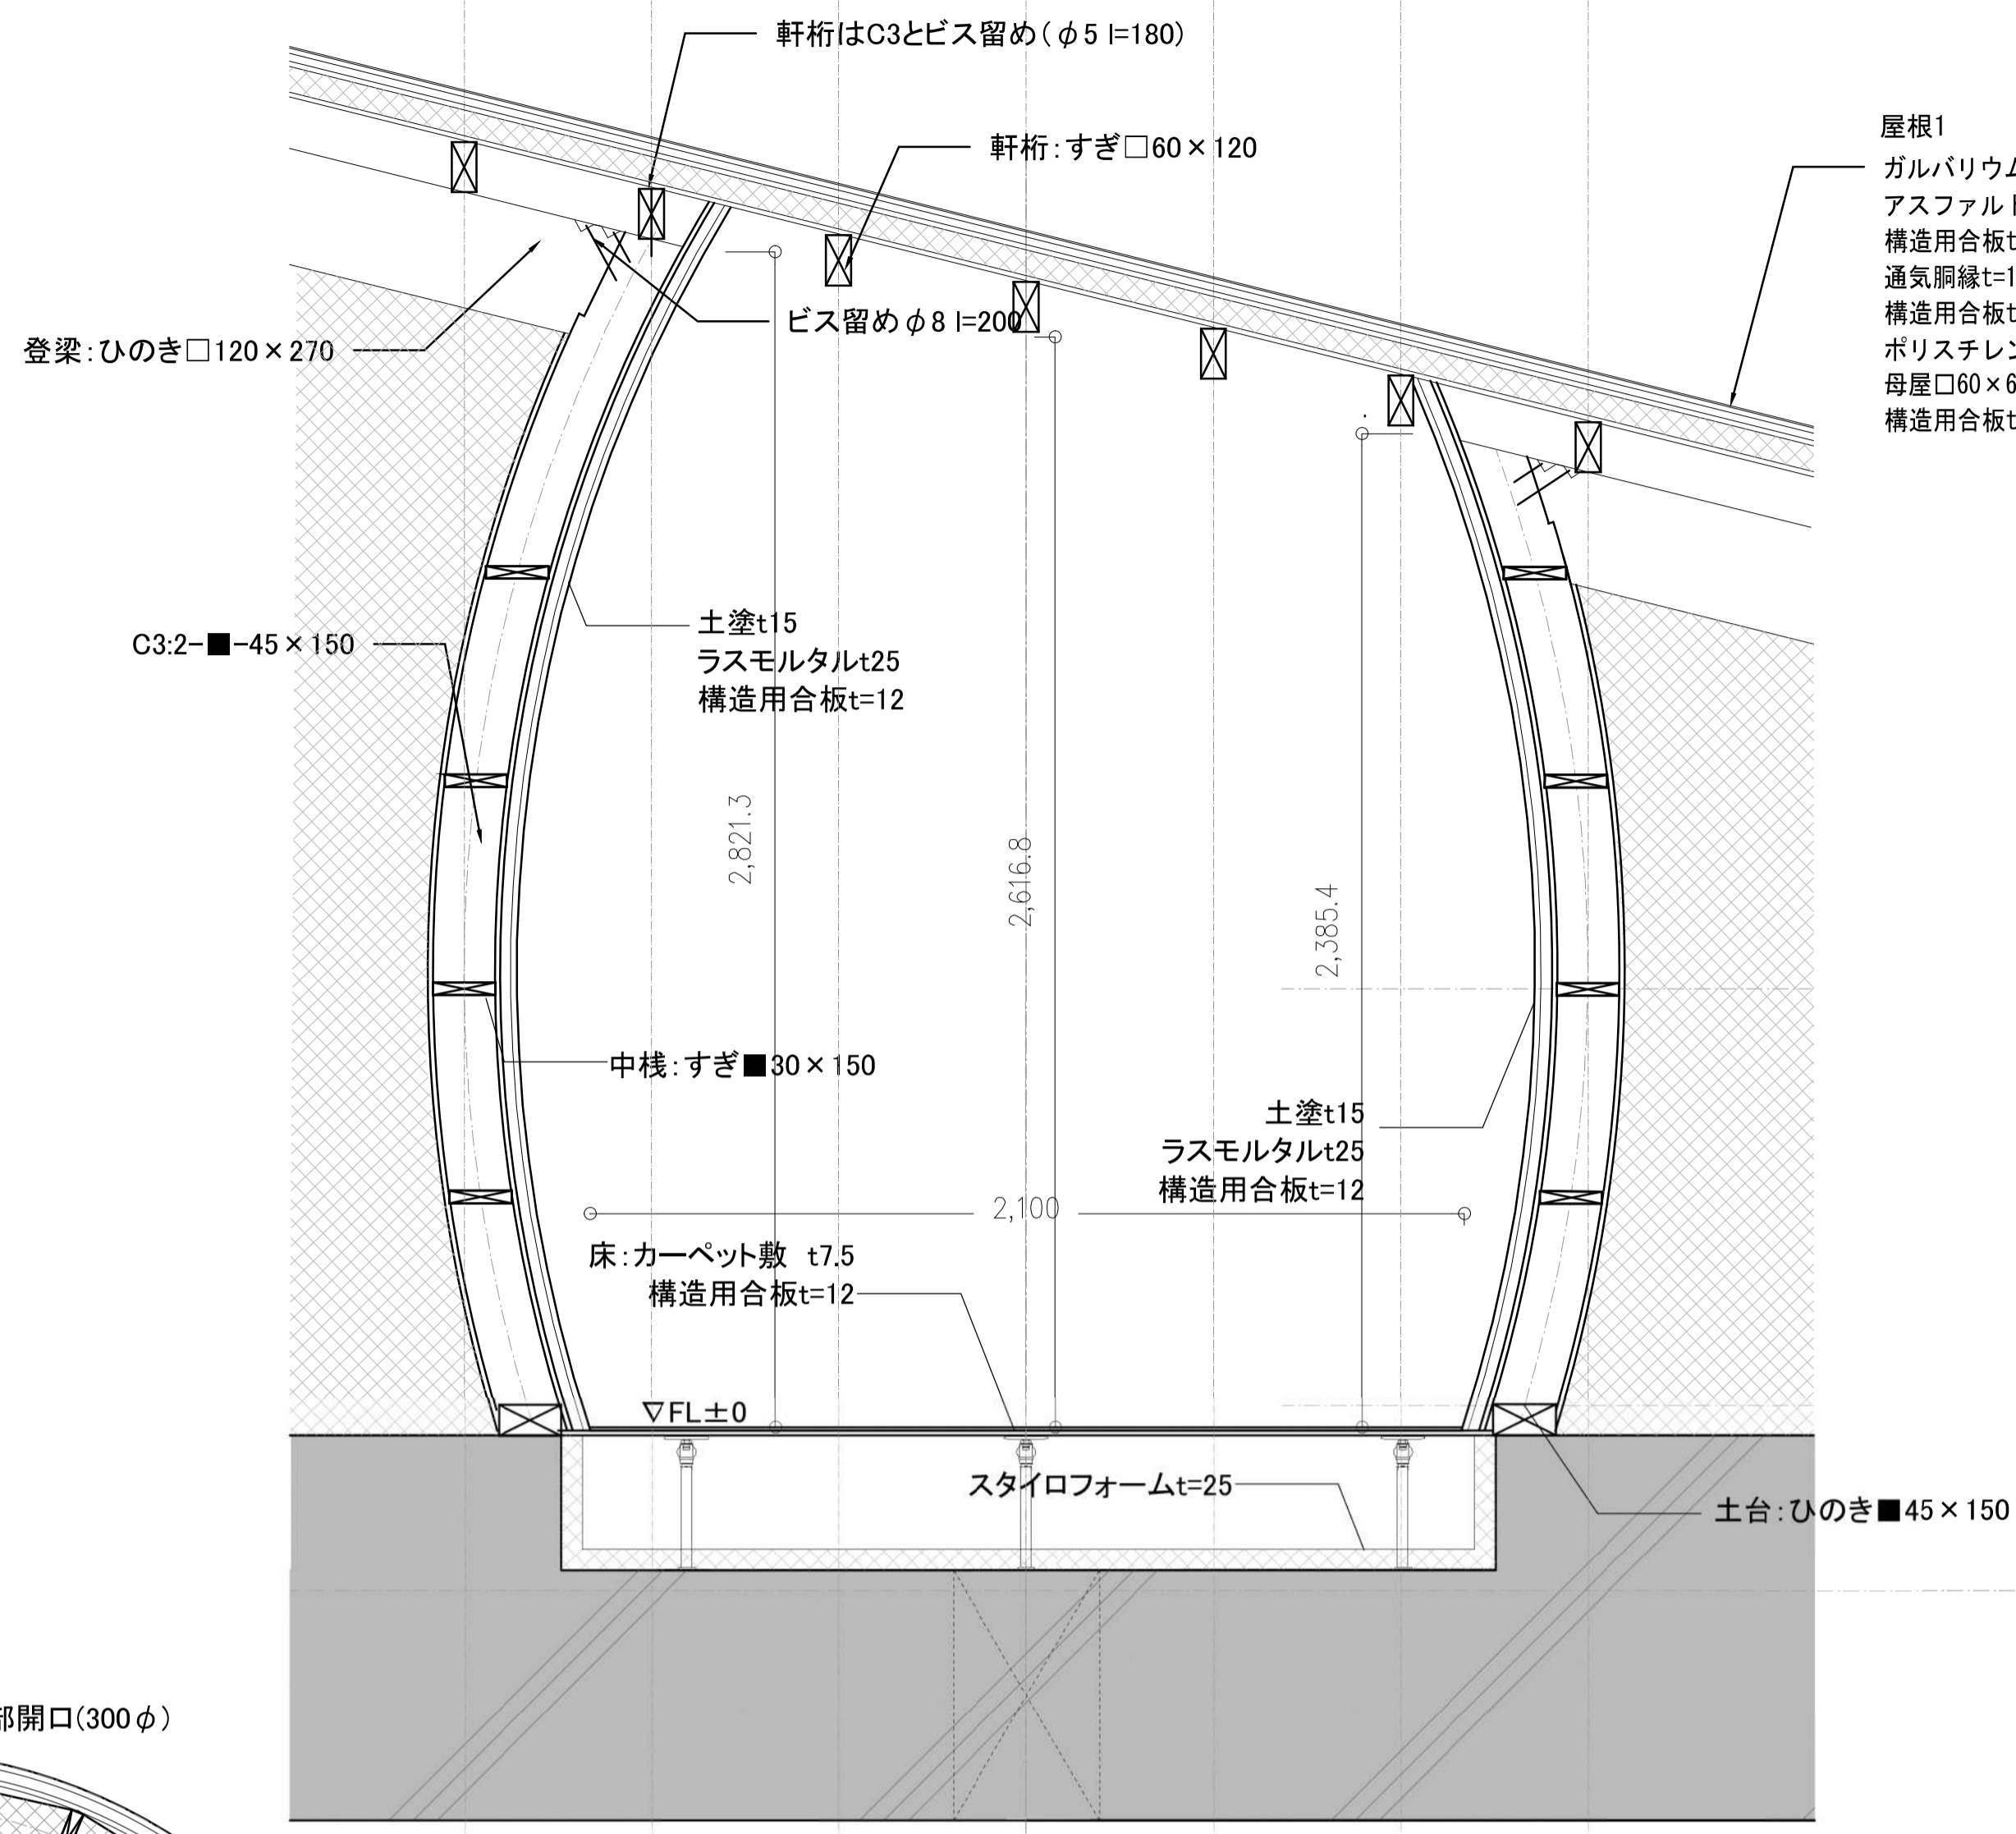 軒桁はC3とビス留め(φ5 l=180)
軒桁:すぎ□60×120
屋根1
ガルバリウム
アスファルト
構造用合板t
通気胴縁t=1
構造用合板t
ポリスチレン
母屋□60×6
構造用合板t
ビス留めφ8 l=200
登梁:ひのき□120×270
土塗t15
ラスモルタルt25
構造用合板t=12
C3:2-■-45×150
2,821.3
2,616.8
2,385.4
中桟:すぎ■30×150
土塗t15
ラスモルタルt25
構造用合板t=12
2,100
床:カーペット敷 t7.5
構造用合板t=12
▽FL±0
スタイロフォームt=25
土台:ひのき■45×150
部開口(300φ)